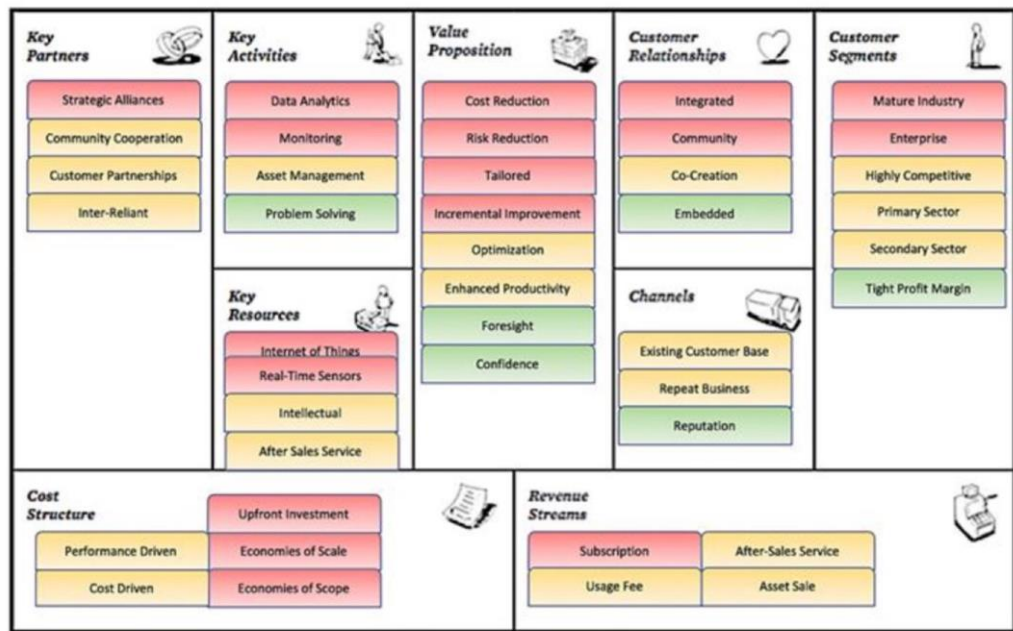 Key
Partners
Strategic Alliances
Community Cooperation
Customer Partnerships
Inter-Reliant
Key
Activities
Data Analytics
Monitoring
Asset Management
Problem Solving
Key
Resources
Internet of Things
Real-Time Sensors
Intellectual
After Sales Service
Value
Proposition
Cost Reduction
Risk Reduction
Tailored
Incremental Improvement
Optimization
Enhanced Productivity
Foresight
Confidence
Customer
Relationships
Integrated
Community
Co-Creation
Embedded
Channels
Existing Customer Base
Repeat Business
Reputation
Customer
Segments
Mature Industry
Enterprise
Highly Competitive
Primary Sector
Secondary Sector
Tight Profit Margin
Cost
Structure
Upfront Investment
Performance Driven
Economies of Scale
Cost Driven
Economies of Scope
Revenue
Streams
Subscription
After-Sales Service
Usage Fee
Asset Sale